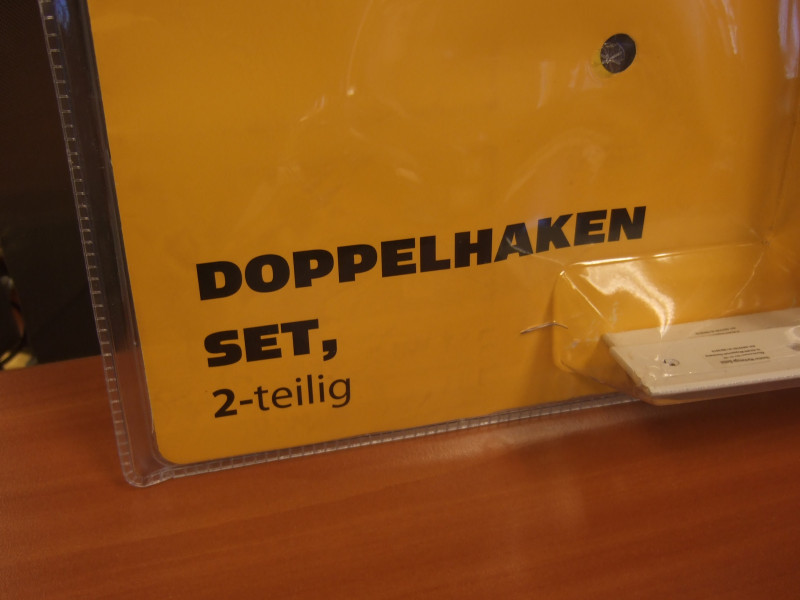 DOPPELHAKEN
SET,
2-teilig